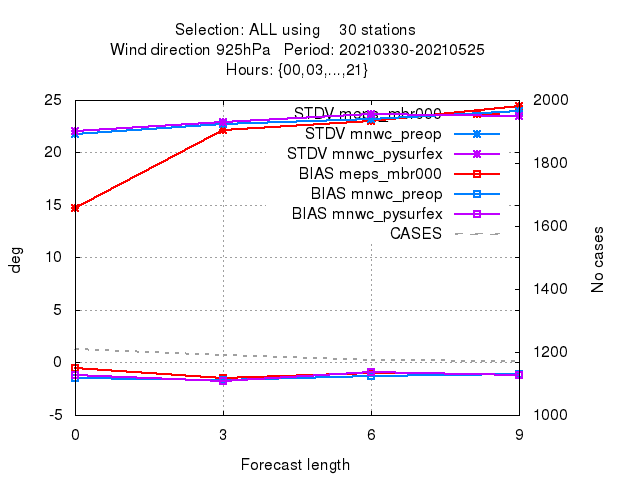 Selection: ALL using    30 stations
Wind direction 925hPa   Period: 20210330-20210525
Hours: {00,03,...,21}
25
20
15
10
5
0
-5
2000
1800
1600
1400
1200
1000
0
3
6
9
deg
No cases
Forecast length
STDV meps_mbr000
STDV mnwc_preop
STDV mnwc_pysurfex
BIAS meps_mbr000
BIAS mnwc_preop
BIAS mnwc_pysurfex
CASES